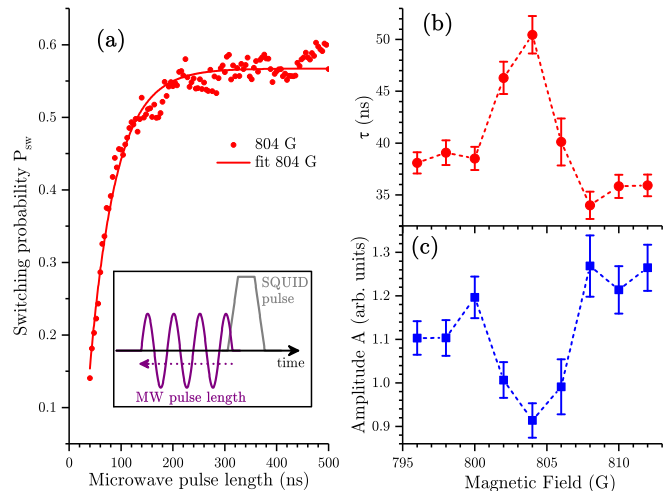 (a)
0.6
0.5
0.4
0.3
0.2
0.1
Switching probability P_sw
804 G
fit 804 G
SQUID
pulse
time
MW pulse length
0 100 200 300 400 500
Microwave pulse length (ns)
(b)
50
45
40
35
τ (ns)
(c)
1.3
1.2
1.1
1.0
0.9
Amplitude A (arb. units)
795 800 805 810
Magnetic Field (G)